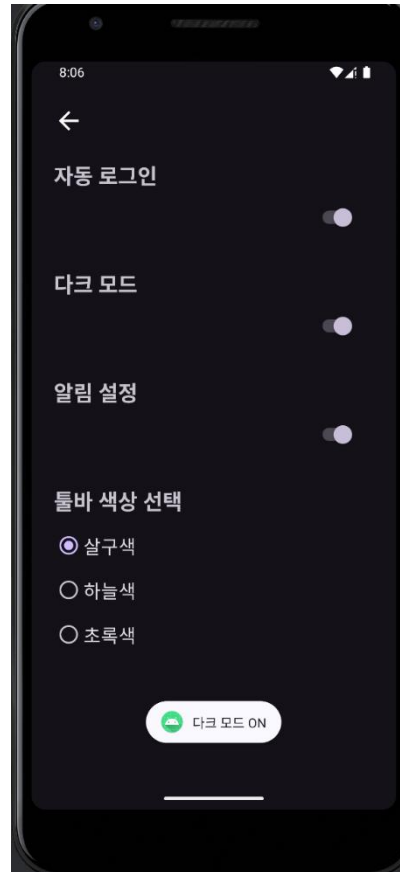 8:06
자동 로그인
다크 모드
알림 설정
툴바 색상 선택
살구색
하늘색
초록색
다크 모드 ON